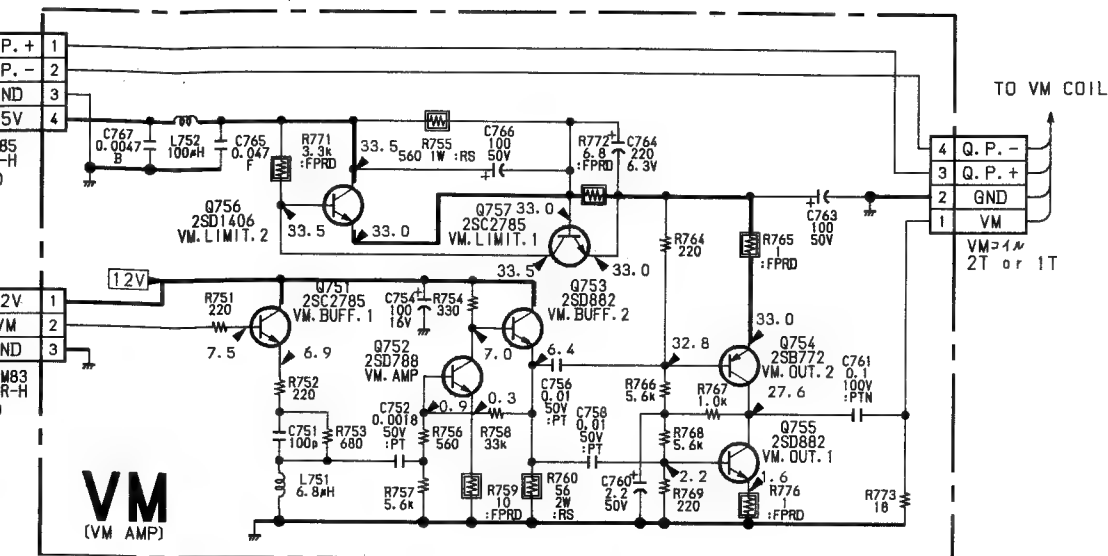 P. + 1
P. - 2
ND 3
5V 4
85
-H
C767
0.0047
B
L752
100μH
C765
0.047
F
R771
3.3k
:FPRD
33.5
R755
560 1W :RS
C766
100
50V
R772
6.8
:FPRD
C764
220
6.3V
TO VM COIL
4 Q.P.-
3 Q.P.+
2 GND
1 VM
VMコイル
2T or 1T
Q756
2SD1406
VM.LIMIT.2
33.5
33.0
Q757
2SC2785
VM.LIMIT.1
33.0
33.5
33.0
R764
220
R765
1
:FPRD
C763
100
50V
12V
2V 1
VM 2
ND 3
M83
R-H
R751
220
7.5
Q751
2SC2785
VM.BUFF.1
6.9
C754
100
16V
R754
330
Q753
2SD882
VM.BUFF.2
7.0
6.4
Q752
2SD788
VM.AMP
0.9
0.3
33.0
32.8
Q754
2SB772
VM.OUT.2
27.6
C761
0.1
100V
:PTN
R752
220
C751
100p
R753
680
L751
6.8μH
C752
0.0018
50V
:PT
R756
560
R757
5.6k
R758
33k
R759
10
:FPRD
C756
0.01
50V
:PT
C758
0.01
50V
:PT
R760
56
2W
:RS
R766
5.6k
R767
1.0k
R768
5.6k
C760
2.2
50V
2.2
R769
220
Q755
2SD882
VM.OUT.1
1.6
R776
1
:FPRD
R773
18
VM
(VM AMP)